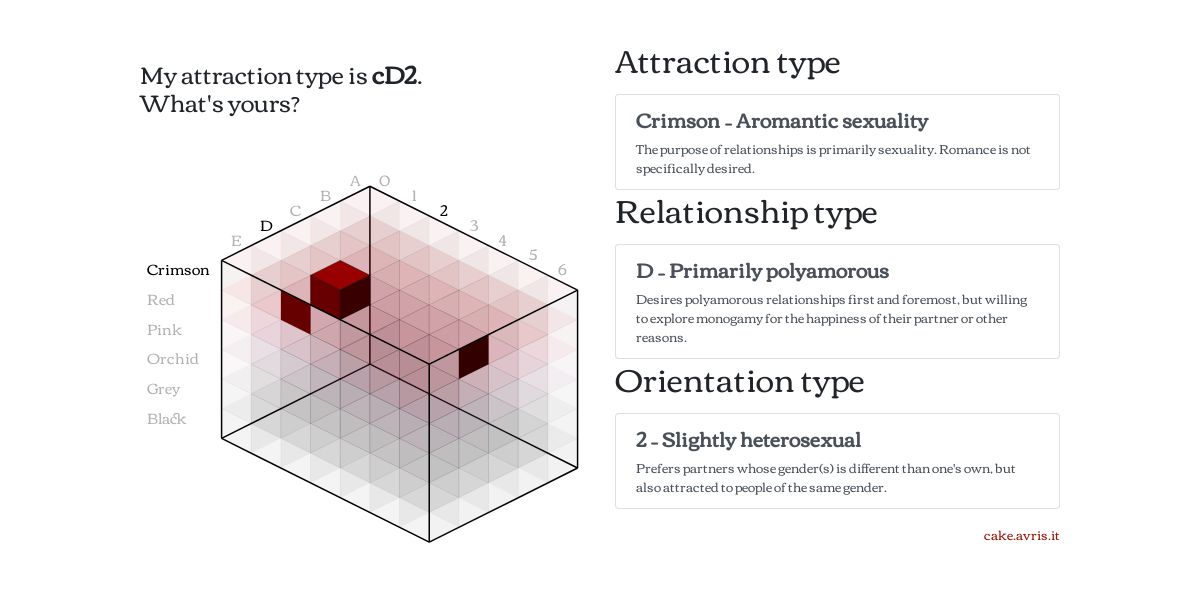 My attraction type is cD2.
What's yours?
A
O
B
1
C
2
D
3
E
4
5
6
Crimson
Red
Pink
Orchid
Grey
Black
Attraction type
Crimson – Aromantic sexuality
The purpose of relationships is primarily sexuality. Romance is not
specifically desired.
Relationship type
D – Primarily polyamorous
Desires polyamorous relationships first and foremost, but willing
to explore monogamy for the happiness of their partner or other
reasons.
Orientation type
2 – Slightly heterosexual
Prefers partners whose gender(s) is different than one's own, but
also attracted to people of the same gender.
cake.avris.it